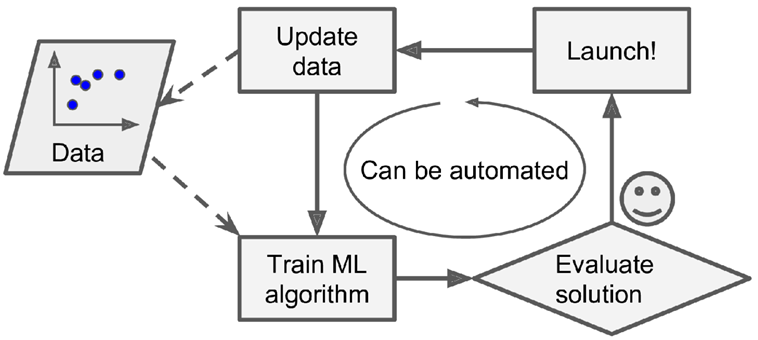 Update
data
Launch!
Data
Can be automated
Train ML
algorithm
Evaluate
solution